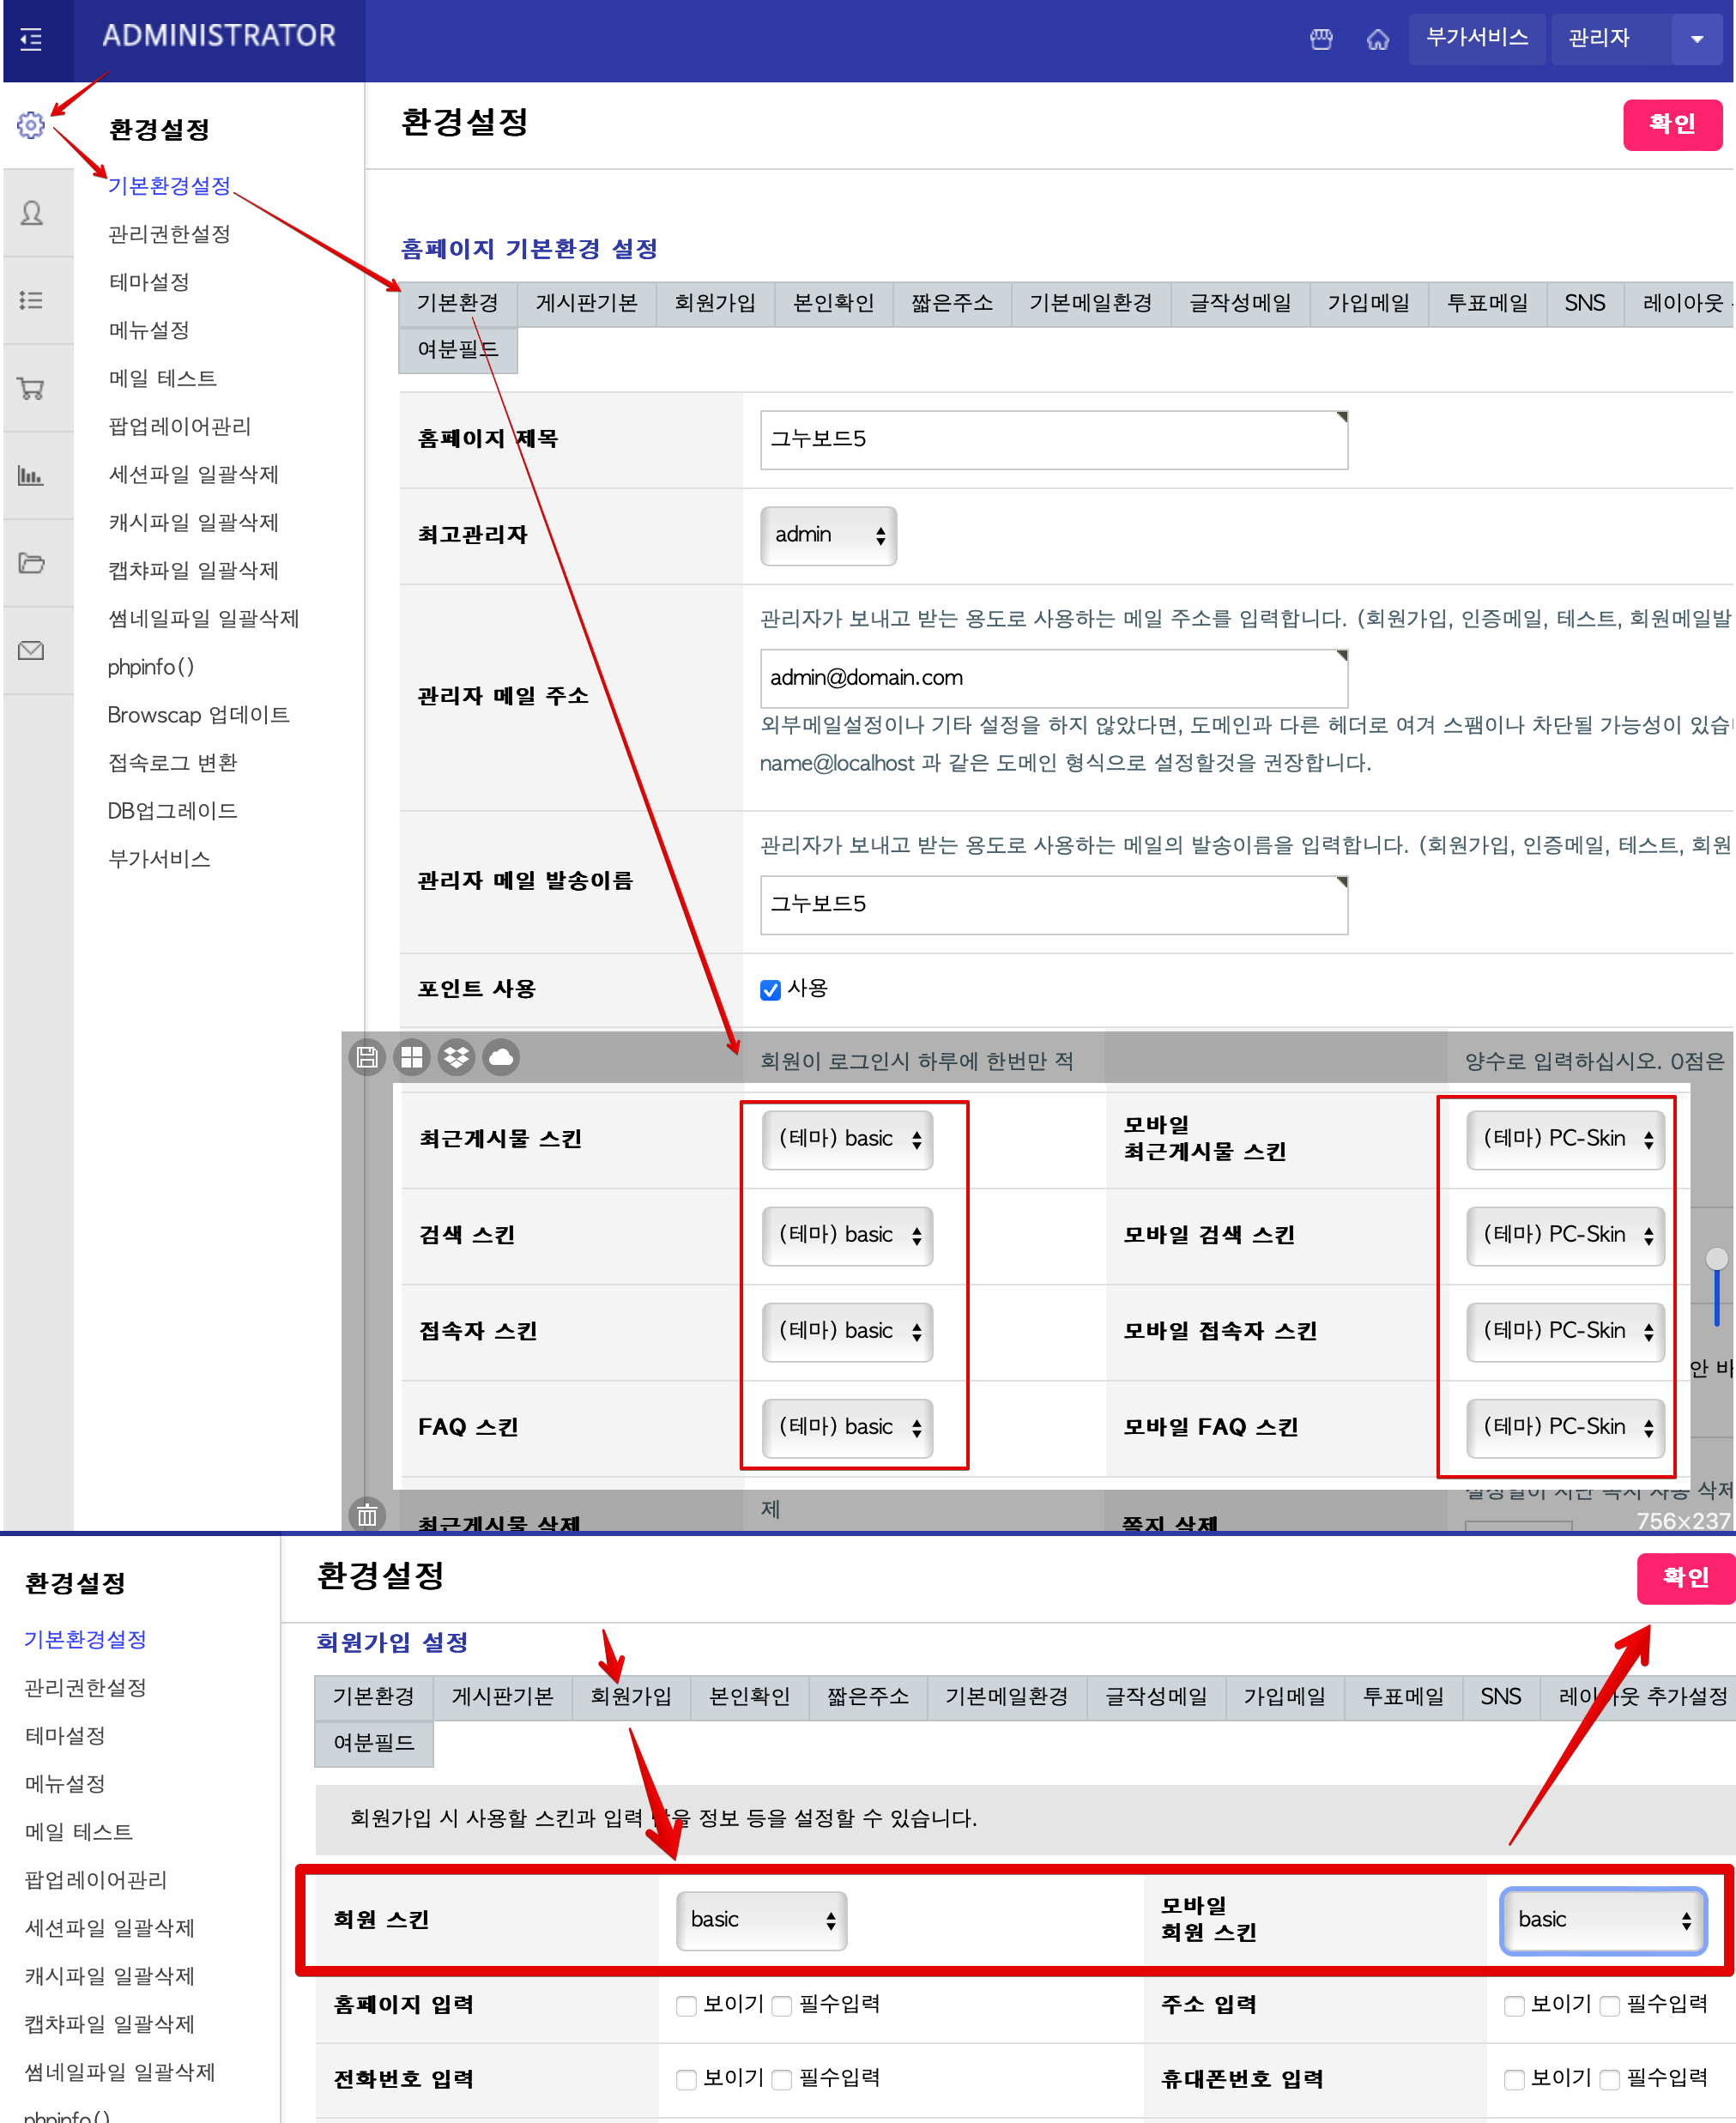 ADMINISTRATOR
부가서비스
관리자
환경설정
기본환경설정
관리권한설정
테마설정
메뉴설정
메일 테스트
팝업레이어관리
세션파일 일괄삭제
캐시파일 일괄삭제
캡챠파일 일괄삭제
썸네일파일 일괄삭제
phpinfo()
Browscap 업데이트
접속로그 변환
DB업그레이드
부가서비스
환경설정
확인
홈페이지 기본환경 설정
기본환경 게시판기본 회원가입 본인확인 짧은주소 기본메일환경 글작성메일 가입메일 투표메일 SNS 레이아웃
여분필드
홈페이지 제목
그누보드5
최고관리자
admin
관리자 메일 주소
관리자가 보내고 받는 용도로 사용하는 메일 주소를 입력합니다. (회원가입, 인증메일, 테스트, 회원메일발
admin@domain.com
외부메일설정이나 기타 설정을 하지 않았다면, 도메인과 다른 헤더로 여겨 스팸이나 차단될 가능성이 있습
name@localhost 과 같은 도메인 형식으로 설정할것을 권장합니다.
관리자 메일 발송이름
관리자가 보내고 받는 용도로 사용하는 메일의 발송이름을 입력합니다. (회원가입, 인증메일, 테스트, 회원
그누보드5
포인트 사용
사용
회원이 로그인시 하루에 한번만 적
양수로 입력하십시오. 0점은
최근게시물 스킨
(테마) basic
모바일
최근게시물 스킨
(테마) PC-Skin
검색 스킨
(테마) basic
모바일 검색 스킨
(테마) PC-Skin
접속자 스킨
(테마) basic
모바일 접속자 스킨
(테마) PC-Skin
안 바
FAQ 스킨
(테마) basic
모바일 FAQ 스킨
(테마) PC-Skin
최근게시물 삭제
제
쪽지 삭제
설정일이 지난 쪽지 자동 삭제
756x237
환경설정
기본환경설정
관리권한설정
테마설정
메뉴설정
메일 테스트
팝업레이어관리
세션파일 일괄삭제
캐시파일 일괄삭제
캡챠파일 일괄삭제
썸네일파일 일괄삭제
phpinfo()
환경설정
확인
회원가입 설정
기본환경 게시판기본 회원가입 본인확인 짧은주소 기본메일환경 글작성메일 가입메일 투표메일 SNS 레이아웃 추가설정
여분필드
회원가입 시 사용할 스킨과 입력 받을 정보 등을 설정할 수 있습니다.
회원 스킨
basic
모바일
회원 스킨
basic
홈페이지 입력
보이기 필수입력
주소 입력
보이기 필수입력
전화번호 입력
보이기 필수입력
휴대폰번호 입력
보이기 필수입력